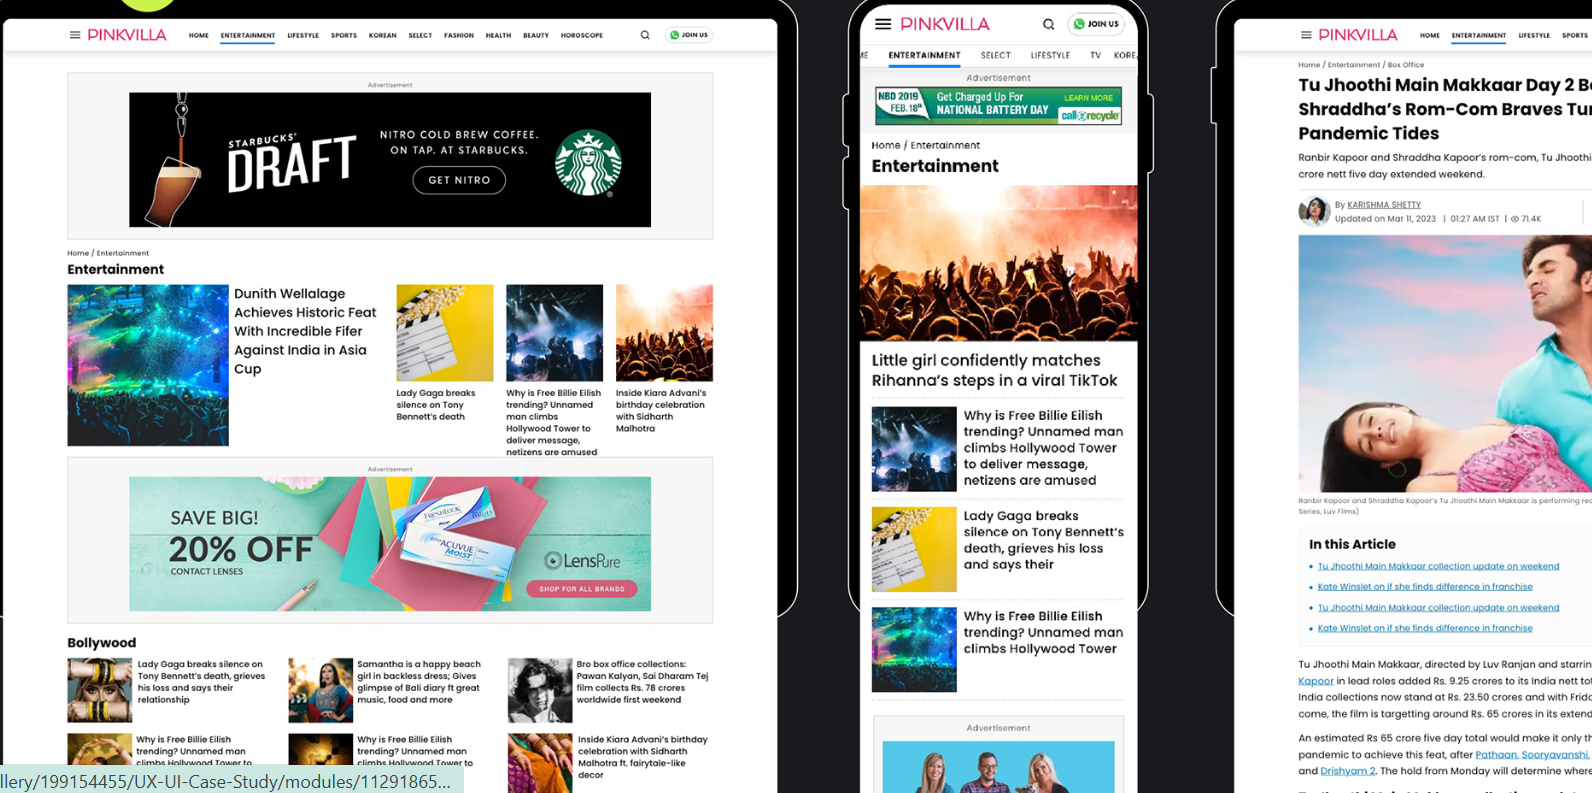 PINKVILLA
HOME ENTERTAINMENT LIFESTYLE SPORTS KOREAN SELECT FASHION HEALTH BEAUTY HOROSCOPE
JOIN US
Advertisement
STARBUCKS®
DRAFT
NITRO COLD BREW COFFEE.
ON TAP. AT STARBUCKS.
GET NITRO
Home / Entertainment
Entertainment
Dunith Wellalage
Achieves Historic Feat
With Incredible Fifer
Against India in Asia
Cup
Lady Gaga breaks
silence on Tony
Bennett's death
Why is Free Billie Eilish
trending? Unnamed
man climbs
Hollywood Tower to
deliver message,
netizens are amused
Inside Kiara Advani's
birthday celebration
with Sidharth
Malhotra
Advertisement
SAVE BIG!
20% OFF
CONTACT LENSES
FRESHLOOK
ACUVUE
MOIST
LensPure
SHOP FOR ALL BRANDS
Bollywood
Lady Gaga breaks silence on
Tony Bennett's death, grieves
his loss and says their
relationship
Samantha is a happy beach
girl in backless dress; Gives
glimpse of Bali diary ft great
music, food and more
Bro box office collections:
Pawan Kalyan, Sai Dharam Tej
film collects Rs. 78 crores
worldwide first weekend
Why is Free Billie Eilish
trending? Unnamed man
climbs Hollywood Tower to
Why is Free Billie Eilish
trending? Unnamed man
climbs Hollywood Tower to
Inside Kiara Advani's birthday
celebration with Sidharth
Malhotra ft. fairytale-like
decor
llery/199154455/UX-UI-Case-Study/modules/11291865...
PINKVILLA
JOIN US
ME ENTERTAINMENT SELECT LIFESTYLE TV KOREA
Advertisement
NBD 2019
FEB.18th
Get Charged Up For
NATIONAL BATTERY DAY
LEARN MORE
call2recycle
Home / Entertainment
Entertainment
Little girl confidently matches
Rihanna's steps in a viral TikTok
Why is Free Billie Eilish
trending? Unnamed man
climbs Hollywood Tower
to deliver message,
netizens are amused
Lady Gaga breaks
silence on Tony Bennett's
death, grieves his loss
and says their
Why is Free Billie Eilish
trending? Unnamed man
climbs Hollywood Tower
Advertisement
PINKVILLA
HOME ENTERTAINMENT LIFESTYLE SPORTS
Home / Entertainment / Box Office
Tu Jhoothi Main Makkaar Day 2 B
Shraddha's Rom-Com Braves Tu
Pandemic Tides
Ranbir Kapoor and Shraddha Kapoor's rom-com, Tu Jhoothi
crore nett five day extended weekend.
By KARISHMA SHETTY
Updated on Mar 11, 2023 | 01:27 AM IST | 71.4K
Ranbir Kapoor and Shraddha Kapoor's Tu Jhoothi Main Makkaar is performing re
Series, Luv Films)
In this Article
• Tu Jhoothi Main Makkaar collection update on weekend
• Kate Winslet on if she finds difference in franchise
• Tu Jhoothi Main Makkaar collection update on weekend
• Kate Winslet on if she finds difference in franchise
Tu Jhoothi Main Makkaar, directed by Luv Ranjan and starrin
Kapoor in lead roles added Rs. 9.25 crores to its India nett to
India collections now stand at Rs. 23.50 crores and with Frid
come, the film is targetting around Rs. 65 crores in its extend
An estimated Rs 65 crore five day total would make it only th
pandemic to achieve this feat, after Pathaan, Sooryavanshi,
and Drishyam 2. The hold from Monday will determine where